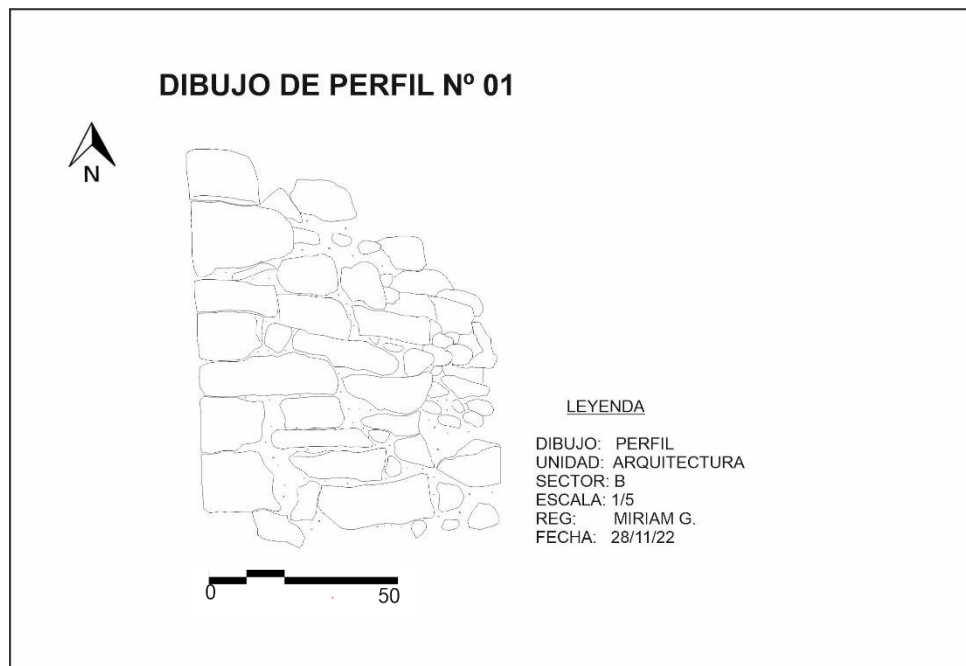 DIBUJO DE PERFIL Nº 01
N
LEYENDA
DIBUJO: PERFIL
UNIDAD: ARQUITECTURA
SECTOR: B
ESCALA: 1/5
REG: MIRIAM G.
FECHA: 28/11/22
0 50